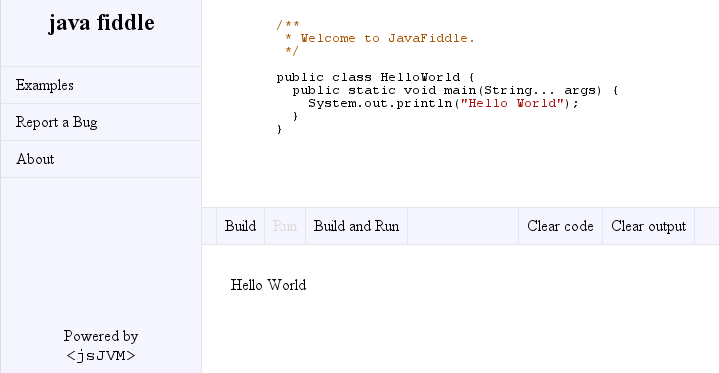 java fiddle
Examples
Report a Bug
About
Powered by
<jsJVM>
/**
 * Welcome to JavaFiddle.
 */
public class HelloWorld {
  public static void main(String... args) {
    System.out.println("Hello World");
  }
}
Build Run Build and Run Clear code Clear output
Hello World